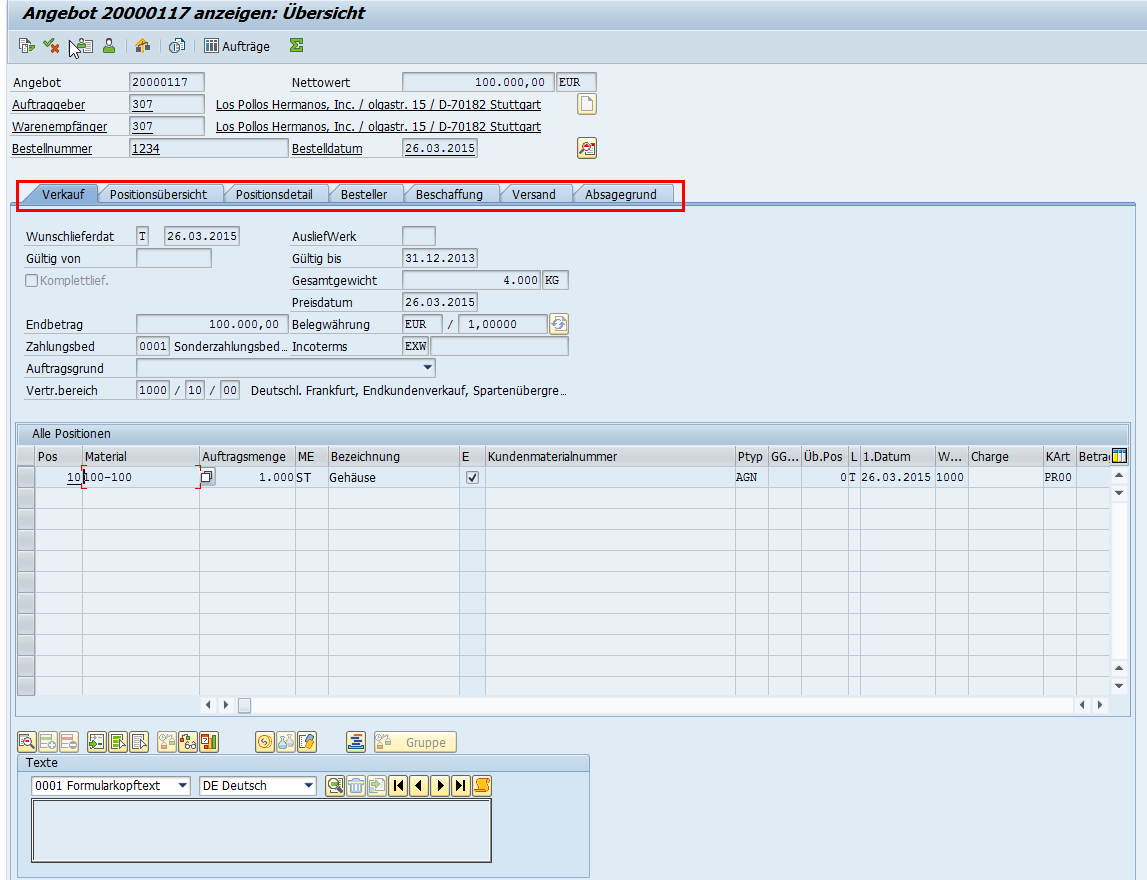 Angebot 20000117 anzeigen: Übersicht
Aufträge
Angebot 20000117 Nettowert 100.000,00 EUR
Auftraggeber 307 Los Pollos Hermanos, Inc. / olgastr. 15 / D-70182 Stuttgart
Warenempfänger 307 Los Pollos Hermanos, Inc. / olgastr. 15 / D-70182 Stuttgart
Bestellnummer 1234 Bestelldatum 26.03.2015
Verkauf Positionsübersicht Positionsdetail Besteller Beschaffung Versand Absagegrund
Wunschlieferdat T 26.03.2015 AusliefWerk
Gültig von Gültig bis 31.12.2013
Komplettlief. Gesamtgewicht 4.000 KG
Preisdatum 26.03.2015
Endbetrag 100.000,00 Belegwährung EUR / 1,00000
Zahlungsbed 0001 Sonderzahlungsbed... Incoterms EXW
Auftragsgrund
Vertr.bereich 1000 / 10 / 00 Deutschl. Frankfurt, Endkundenverkauf, Spartenübergre...
Alle Positionen
Pos Material Auftragsmenge ME Bezeichnung E Kundenmaterialnummer Ptyp GG... Üb.Pos L 1.Datum W... Charge KArt Betra
10 100-100 1.000 ST Gehäuse AGN 0 T 26.03.2015 1000 PR00
Gruppe
Texte
0001 Formularkopftext DE Deutsch